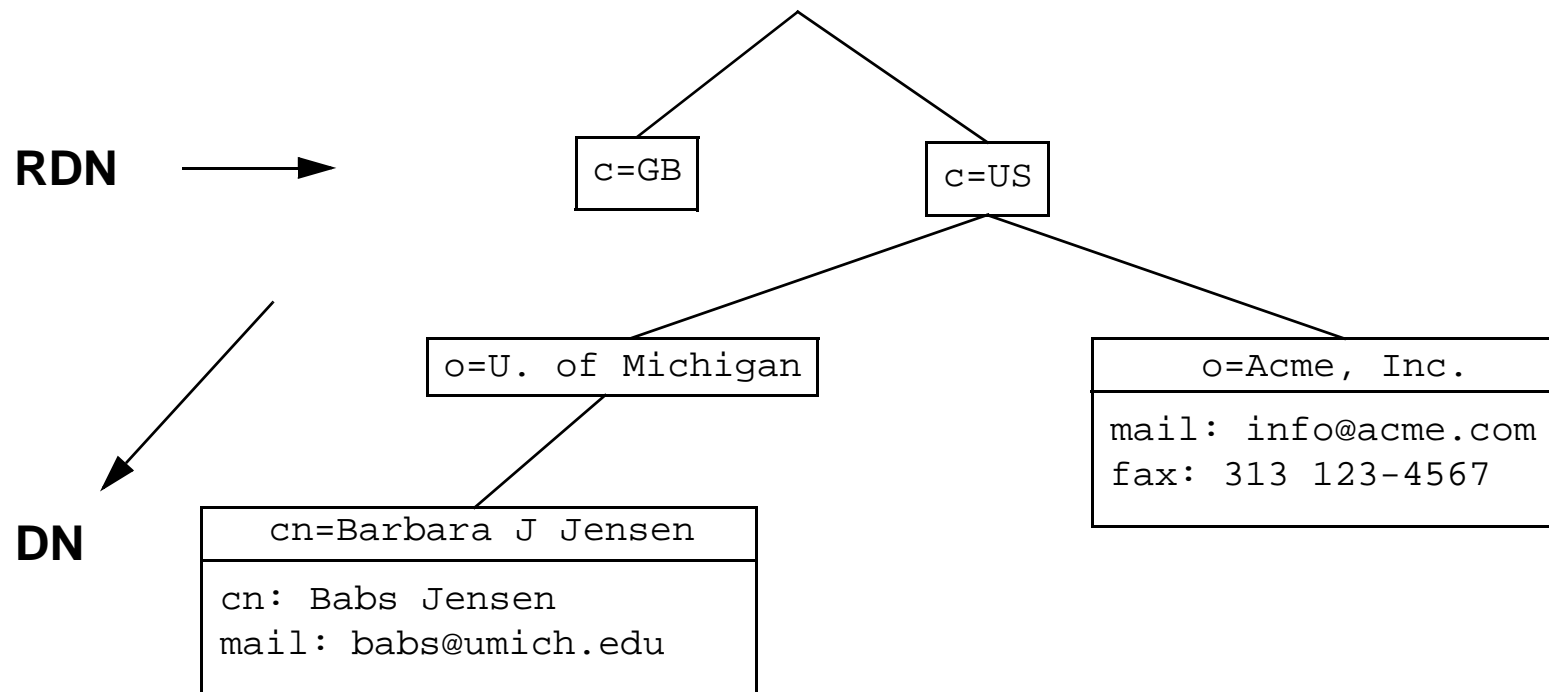 RDN
c=GB
c=US
o=U. of Michigan
o=Acme, Inc.
mail: info@acme.com
fax: 313 123-4567
DN
cn=Barbara J Jensen
cn: Babs Jensen
mail: babs@umich.edu